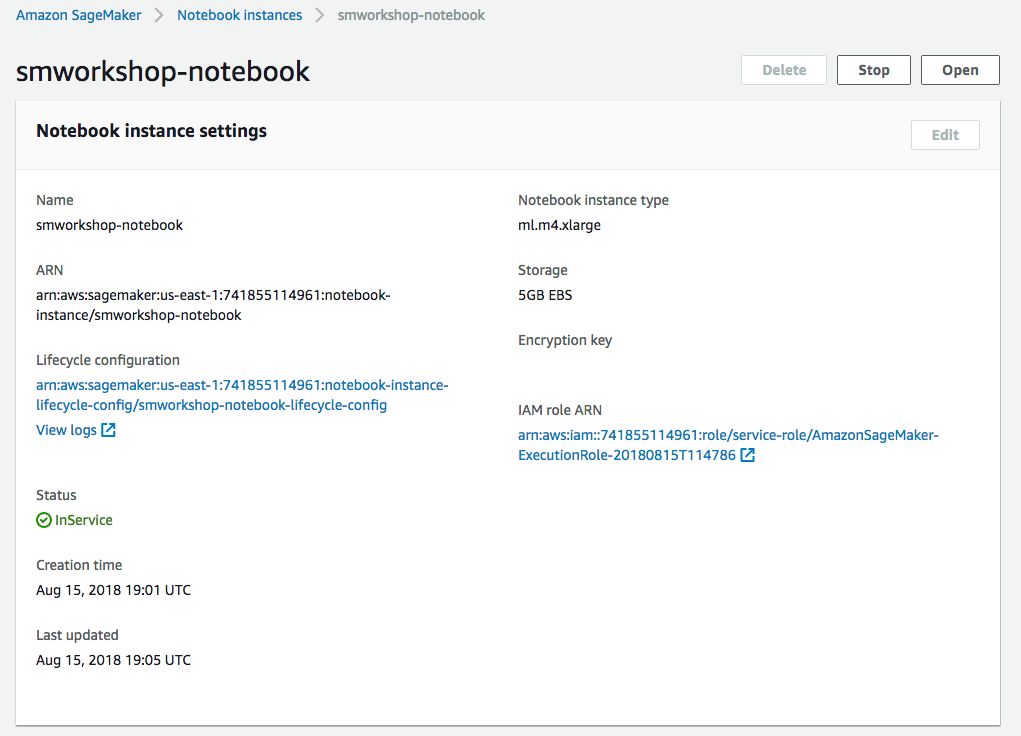 Amazon SageMaker > Notebook instances > smworkshop-notebook
smworkshop-notebook
Delete Stop Open
Notebook instance settings
Edit
Name
smworkshop-notebook
ARN
arn:aws:sagemaker:us-east-1:741855114961:notebook-
instance/smworkshop-notebook
Lifecycle configuration
arn:aws:sagemaker:us-east-1:741855114961:notebook-instance-
lifecycle-config/smworkshop-notebook-lifecycle-config
View logs
Status
InService
Creation time
Aug 15, 2018 19:01 UTC
Last updated
Aug 15, 2018 19:05 UTC
Notebook instance type
ml.m4.xlarge
Storage
5GB EBS
Encryption key
IAM role ARN
arn:aws:iam::741855114961:role/service-role/AmazonSageMaker-
ExecutionRole-20180815T114786